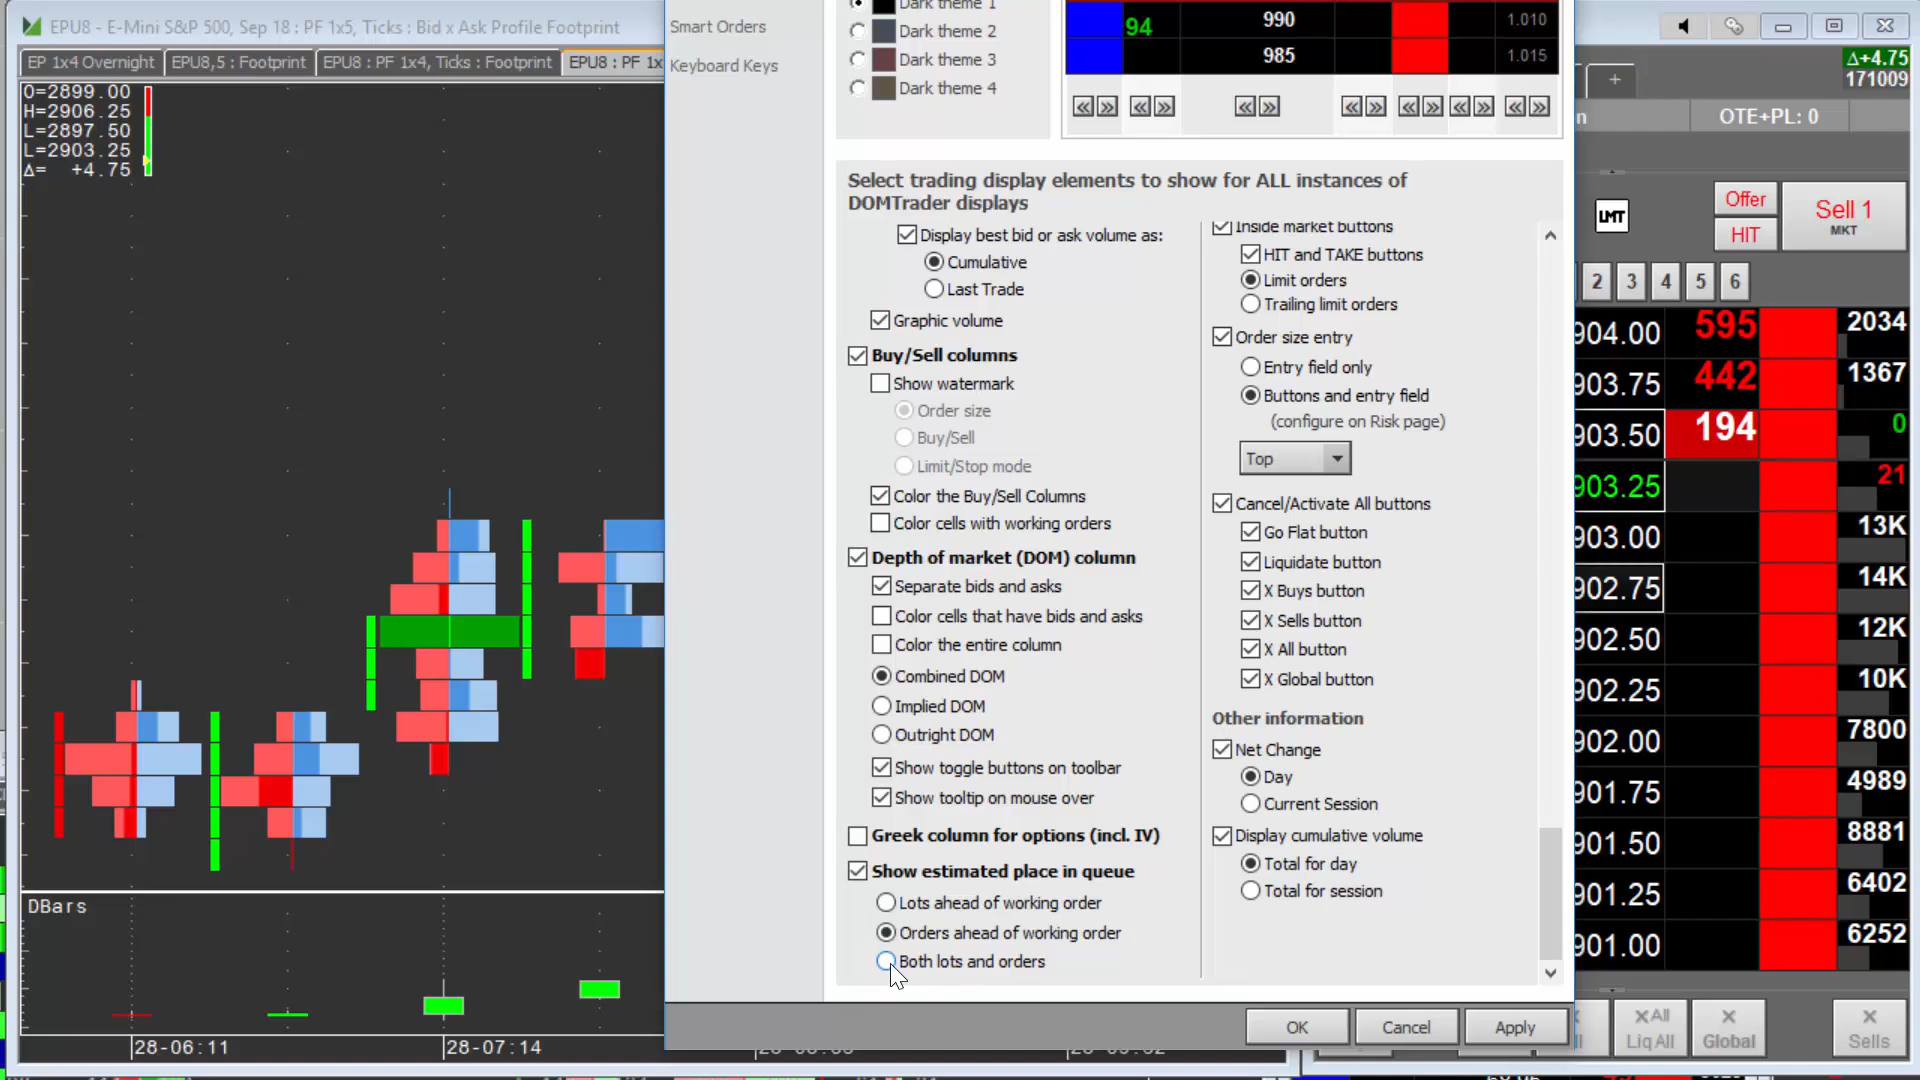 EPU8 - E-Mini S&P 500, Sep 18 : PF 1x5, Ticks : Bid x Ask Profile Footprint
EP 1x4 Overnight
EPU8,5 : Footprint
EPU8 : PF 1x4, Ticks : Footprint
EPU8 : PF 1x
O=2899.00
H=2906.25
L=2897.50
L=2903.25
Δ= +4.75
DBars
28-06:11
28-07:14
Smart Orders
Keyboard Keys
Dark theme 1
Dark theme 2
Dark theme 3
Dark theme 4
94
990
1.010
985
1.015
Select trading display elements to show for ALL instances of
DOMTrader displays
Display best bid or ask volume as:
Cumulative
Last Trade
Graphic volume
Buy/Sell columns
Show watermark
Order size
Buy/Sell
Limit/Stop mode
Color the Buy/Sell Columns
Color cells with working orders
Depth of market (DOM) column
Separate bids and asks
Color cells that have bids and asks
Color the entire column
Combined DOM
Implied DOM
Outright DOM
Show toggle buttons on toolbar
Show tooltip on mouse over
Greek column for options (incl. IV)
Show estimated place in queue
Lots ahead of working order
Orders ahead of working order
Both lots and orders
Inside market buttons
HIT and TAKE buttons
Limit orders
Trailing limit orders
Order size entry
Entry field only
Buttons and entry field
(configure on Risk page)
Top
Cancel/Activate All buttons
Go Flat button
Liquidate button
X Buys button
X Sells button
X All button
X Global button
Other information
Net Change
Day
Current Session
Display cumulative volume
Total for day
Total for session
OK
Cancel
Apply
+
Δ+4.75
171009
n
OTE+PL: 0
LMT
Offer
HIT
Sell 1
MKT
2
3
4
5
6
904.00 595 2034
903.75 442 1367
903.50 194 0
903.25 21
903.00 13K
902.75 14K
902.50 12K
902.25 10K
902.00 7800
901.75 4989
901.50 8881
901.25 6402
901.00 6252
XAll
Liq All
X
Global
X
Sells